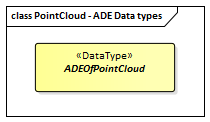 class PointCloud - ADE Data types
«DataType»
ADEOfPointCloud